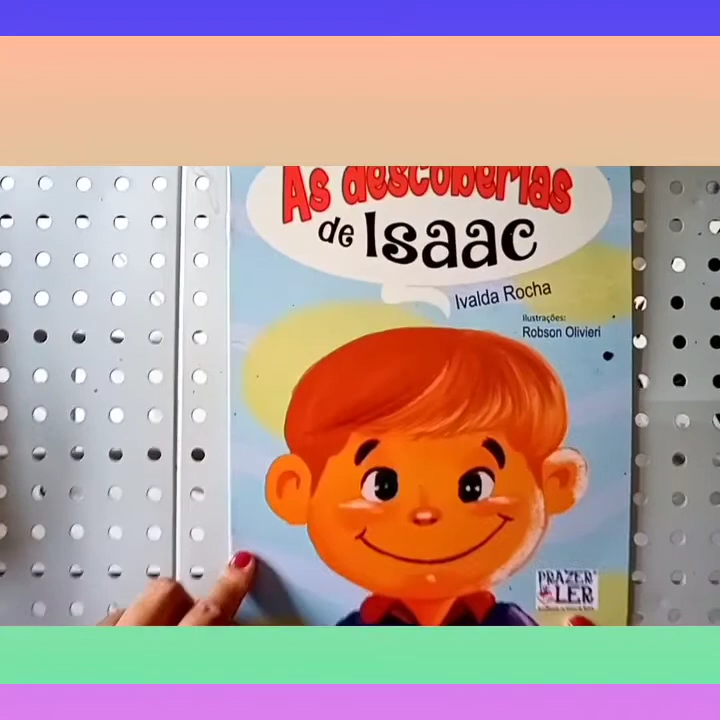 As descobertas
de Isaac
Ivalda Rocha
Ilustrações:
Robson Olivieri
PRAZER
LER